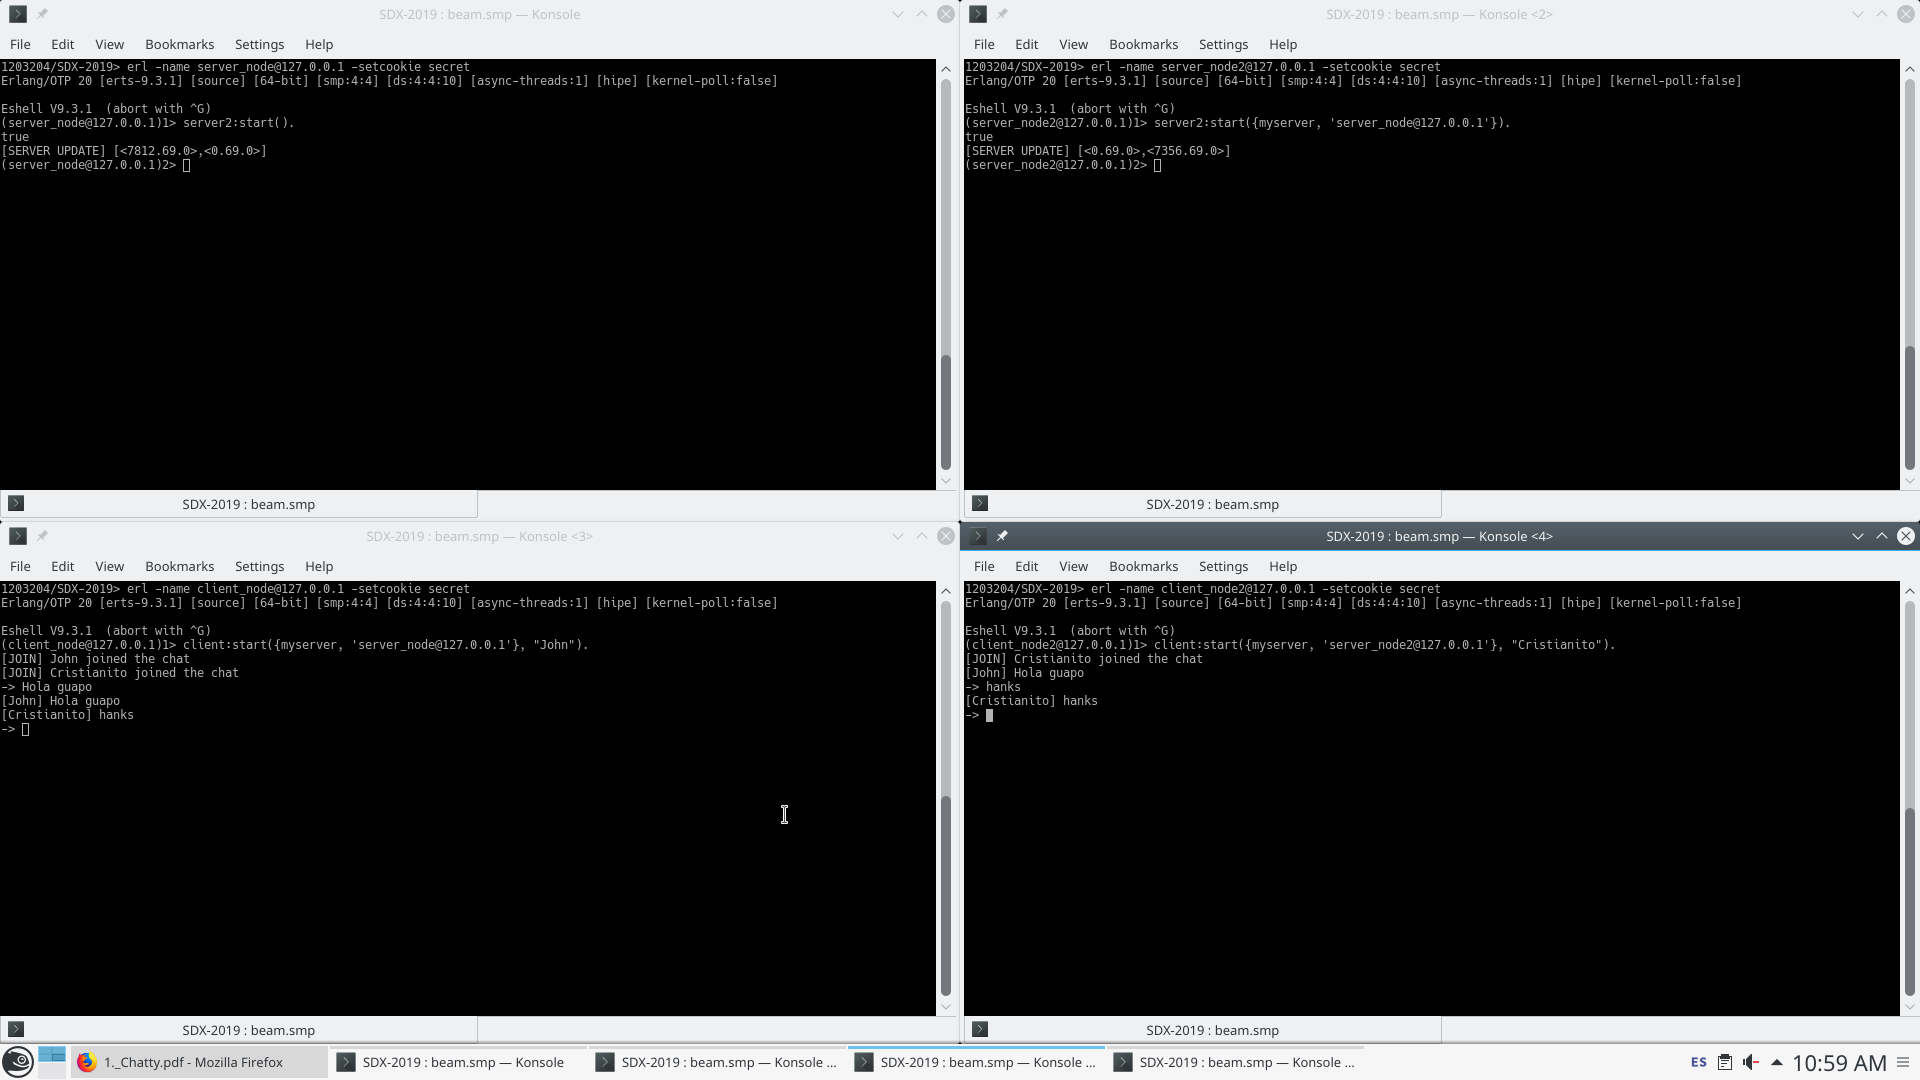 SDX-2019 : beam.smp — Konsole
File Edit View Bookmarks Settings Help
1203204/SDX-2019> erl -name server_node@127.0.0.1 -setcookie secret
Erlang/OTP 20 [erts-9.3.1] [source] [64-bit] [smp:4:4] [ds:4:4:10] [async-threads:1] [hipe] [kernel-poll:false]
Eshell V9.3.1  (abort with ^G)
(server_node@127.0.0.1)1> server2:start().
true
[SERVER UPDATE] [<7812.69.0>,<0.69.0>]
(server_node@127.0.0.1)2>
SDX-2019 : beam.smp
SDX-2019 : beam.smp — Konsole <2>
File Edit View Bookmarks Settings Help
1203204/SDX-2019> erl -name server_node2@127.0.0.1 -setcookie secret
Erlang/OTP 20 [erts-9.3.1] [source] [64-bit] [smp:4:4] [ds:4:4:10] [async-threads:1] [hipe] [kernel-poll:false]
Eshell V9.3.1  (abort with ^G)
(server_node2@127.0.0.1)1> server2:start({myserver, 'server_node@127.0.0.1'}).
true
[SERVER UPDATE] [<0.69.0>,<7356.69.0>]
(server_node2@127.0.0.1)2>
SDX-2019 : beam.smp
SDX-2019 : beam.smp — Konsole <3>
File Edit View Bookmarks Settings Help
1203204/SDX-2019> erl -name client_node@127.0.0.1 -setcookie secret
Erlang/OTP 20 [erts-9.3.1] [source] [64-bit] [smp:4:4] [ds:4:4:10] [async-threads:1] [hipe] [kernel-poll:false]
Eshell V9.3.1  (abort with ^G)
(client_node@127.0.0.1)1> client:start({myserver, 'server_node@127.0.0.1'}, "John").
[JOIN] John joined the chat
[JOIN] Cristianito joined the chat
-> Hola guapo
[John] Hola guapo
[Cristianito] hanks
->
SDX-2019 : beam.smp
SDX-2019 : beam.smp — Konsole <4>
File Edit View Bookmarks Settings Help
1203204/SDX-2019> erl -name client_node2@127.0.0.1 -setcookie secret
Erlang/OTP 20 [erts-9.3.1] [source] [64-bit] [smp:4:4] [ds:4:4:10] [async-threads:1] [hipe] [kernel-poll:false]
Eshell V9.3.1  (abort with ^G)
(client_node2@127.0.0.1)1> client:start({myserver, 'server_node2@127.0.0.1'}, "Cristianito").
[JOIN] Cristianito joined the chat
[John] Hola guapo
-> hanks
[Cristianito] hanks
->
SDX-2019 : beam.smp
1._Chatty.pdf - Mozilla Firefox SDX-2019 : beam.smp — Konsole SDX-2019 : beam.smp — Konsole ... SDX-2019 : beam.smp — Konsole ... SDX-2019 : beam.smp — Konsole ... ES 10:59 AM